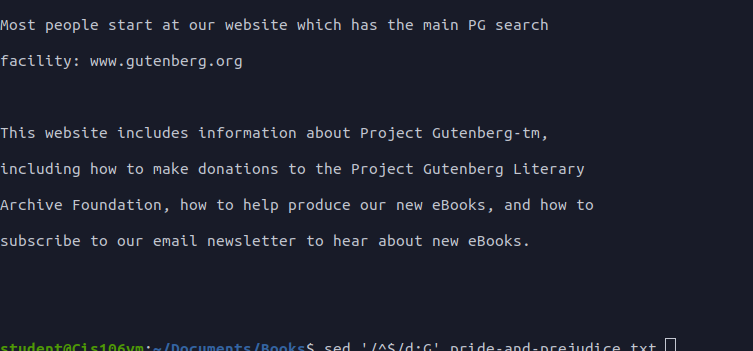 Most people start at our website which has the main PG search
facility: www.gutenberg.org
This website includes information about Project Gutenberg-tm,
including how to make donations to the Project Gutenberg Literary
Archive Foundation, how to help produce our new eBooks, and how to
subscribe to our email newsletter to hear about new eBooks.
student@Cis106vm:~/Documents/Books$ sed '/^$/d;G' pride-and-prejudice.txt